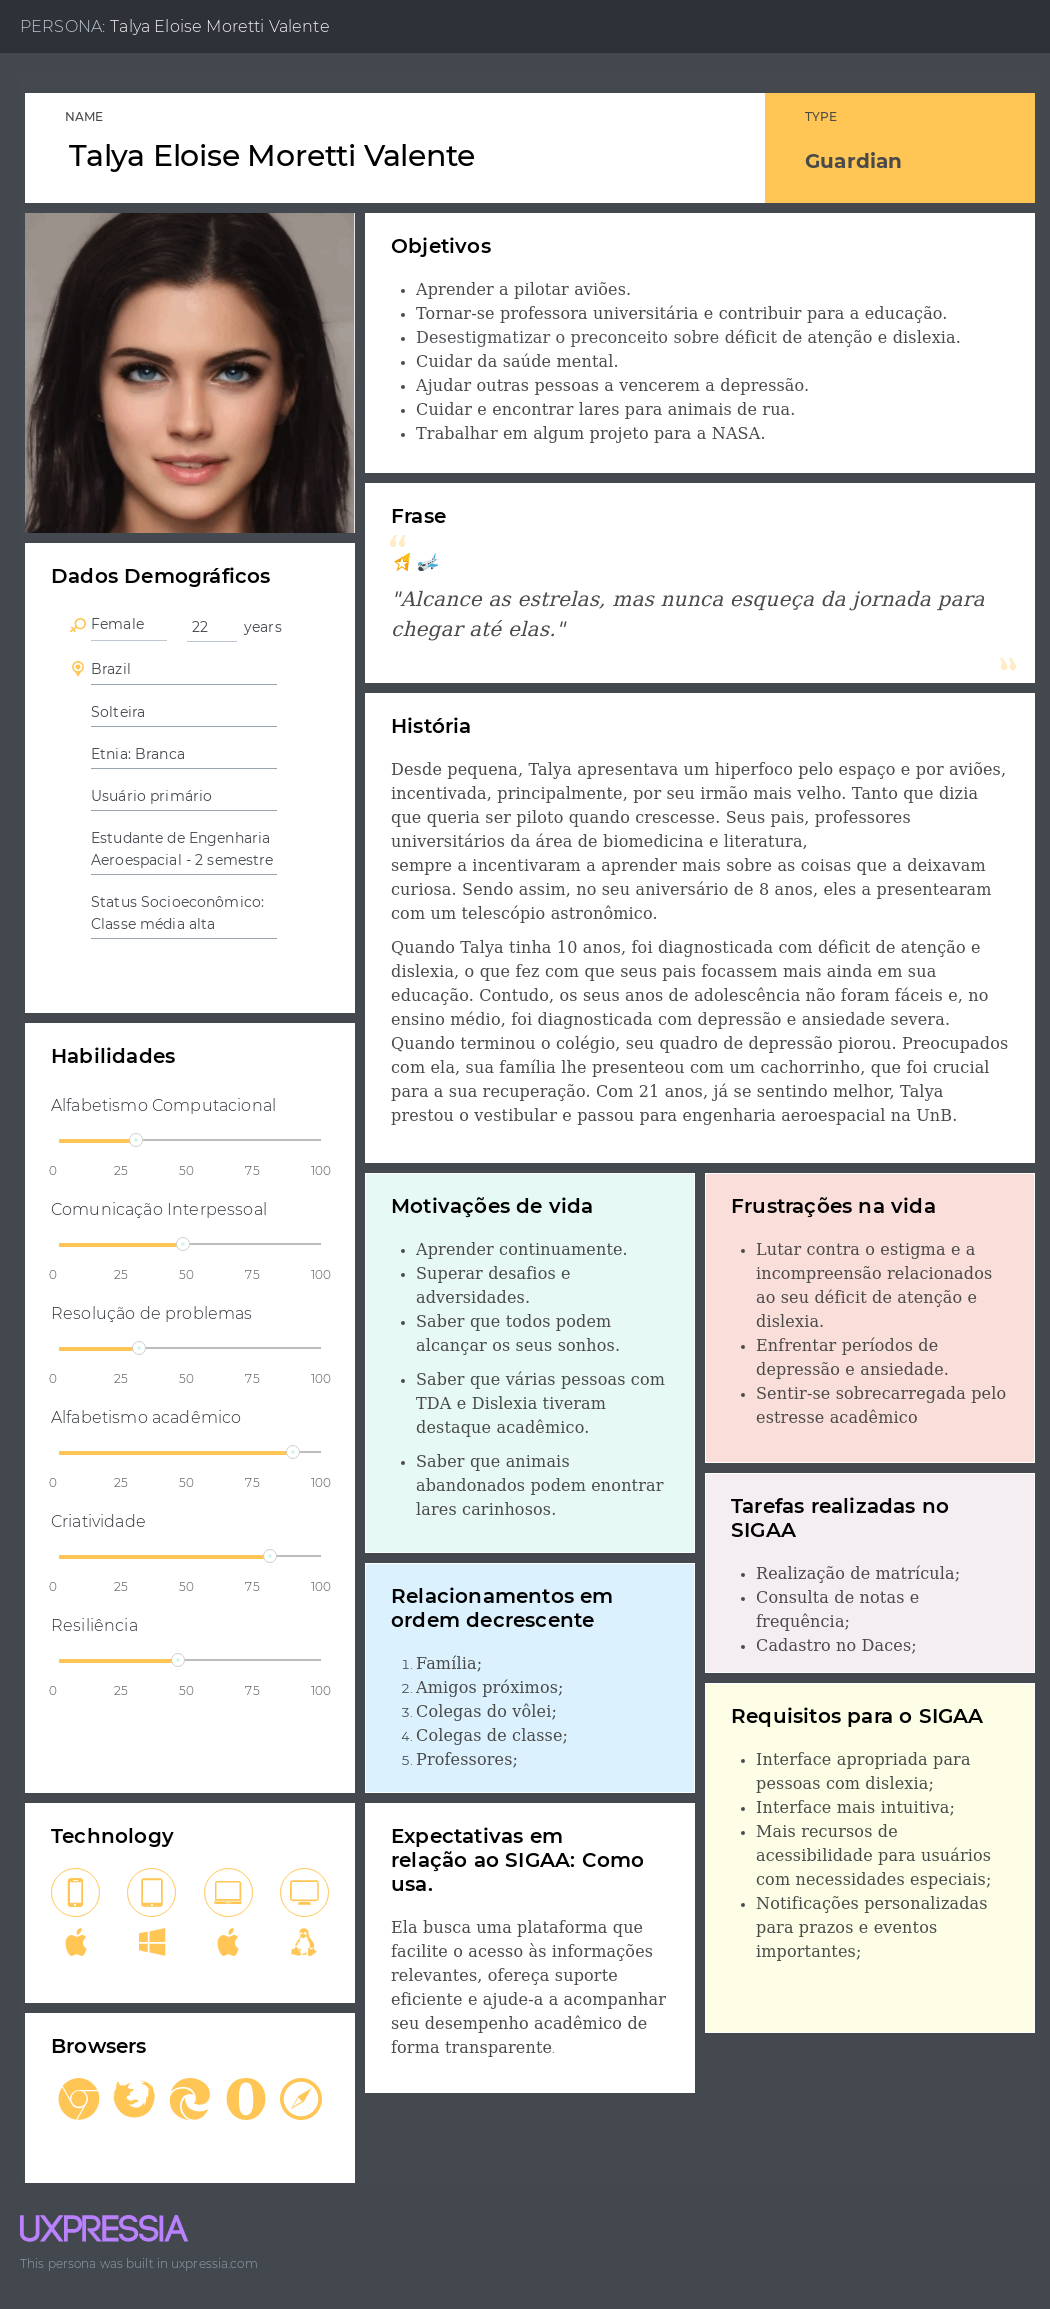 PERSONA: Talya Eloise Moretti Valente
NAME
Talya Eloise Moretti Valente
TYPE
Guardian
Objetivos
Aprender a pilotar aviões.
Tornar-se professora universitária e contribuir para a educação.
Desestigmatizar o preconceito sobre déficit de atenção e dislexia.
Cuidar da saúde mental.
Ajudar outras pessoas a vencerem a depressão.
Cuidar e encontrar lares para animais de rua.
Trabalhar em algum projeto para a NASA.
Frase
"Alcance as estrelas, mas nunca esqueça da jornada para
chegar até elas."
Dados Demográficos
Female 22 years
Brazil
Solteira
Etnia: Branca
Usuário primário
Estudante de Engenharia
Aeroespacial - 2 semestre
Status Socioeconômico:
Classe média alta
História
Desde pequena, Talya apresentava um hiperfoco pelo espaço e por aviões,
incentivada, principalmente, por seu irmão mais velho. Tanto que dizia
que queria ser piloto quando crescesse. Seus pais, professores
universitários da área de biomedicina e literatura,
sempre a incentivaram a aprender mais sobre as coisas que a deixavam
curiosa. Sendo assim, no seu aniversário de 8 anos, eles a presentearam
com um telescópio astronômico.
Quando Talya tinha 10 anos, foi diagnosticada com déficit de atenção e
dislexia, o que fez com que seus pais focassem mais ainda em sua
educação. Contudo, os seus anos de adolescência não foram fáceis e, no
ensino médio, foi diagnosticada com depressão e ansiedade severa.
Quando terminou o colégio, seu quadro de depressão piorou. Preocupados
com ela, sua família lhe presenteou com um cachorrinho, que foi crucial
para a sua recuperação. Com 21 anos, já se sentindo melhor, Talya
prestou o vestibular e passou para engenharia aeroespacial na UnB.
Habilidades
Alfabetismo Computacional
0 25 50 75 100
Comunicação Interpessoal
0 25 50 75 100
Resolução de problemas
0 25 50 75 100
Alfabetismo acadêmico
0 25 50 75 100
Criatividade
0 25 50 75 100
Resiliência
0 25 50 75 100
Motivações de vida
Aprender continuamente.
Superar desafios e
adversidades.
Saber que todos podem
alcançar os seus sonhos.
Saber que várias pessoas com
TDA e Dislexia tiveram
destaque acadêmico.
Saber que animais
abandonados podem enontrar
lares carinhosos.
Frustrações na vida
Lutar contra o estigma e a
incompreensão relacionados
ao seu déficit de atenção e
dislexia.
Enfrentar períodos de
depressão e ansiedade.
Sentir-se sobrecarregada pelo
estresse acadêmico
Tarefas realizadas no
SIGAA
Realização de matrícula;
Consulta de notas e
frequência;
Cadastro no Daces;
Relacionamentos em
ordem decrescente
1. Família;
2. Amigos próximos;
3. Colegas do vôlei;
4. Colegas de classe;
5. Professores;
Requisitos para o SIGAA
Interface apropriada para
pessoas com dislexia;
Interface mais intuitiva;
Mais recursos de
acessibilidade para usuários
com necessidades especiais;
Notificações personalizadas
para prazos e eventos
importantes;
Technology
Expectativas em
relação ao SIGAA: Como
usa.
Ela busca uma plataforma que
facilite o acesso às informações
relevantes, ofereça suporte
eficiente e ajude-a a acompanhar
seu desempenho acadêmico de
forma transparente.
Browsers
UXPRESSIA
This persona was built in uxpressia.com